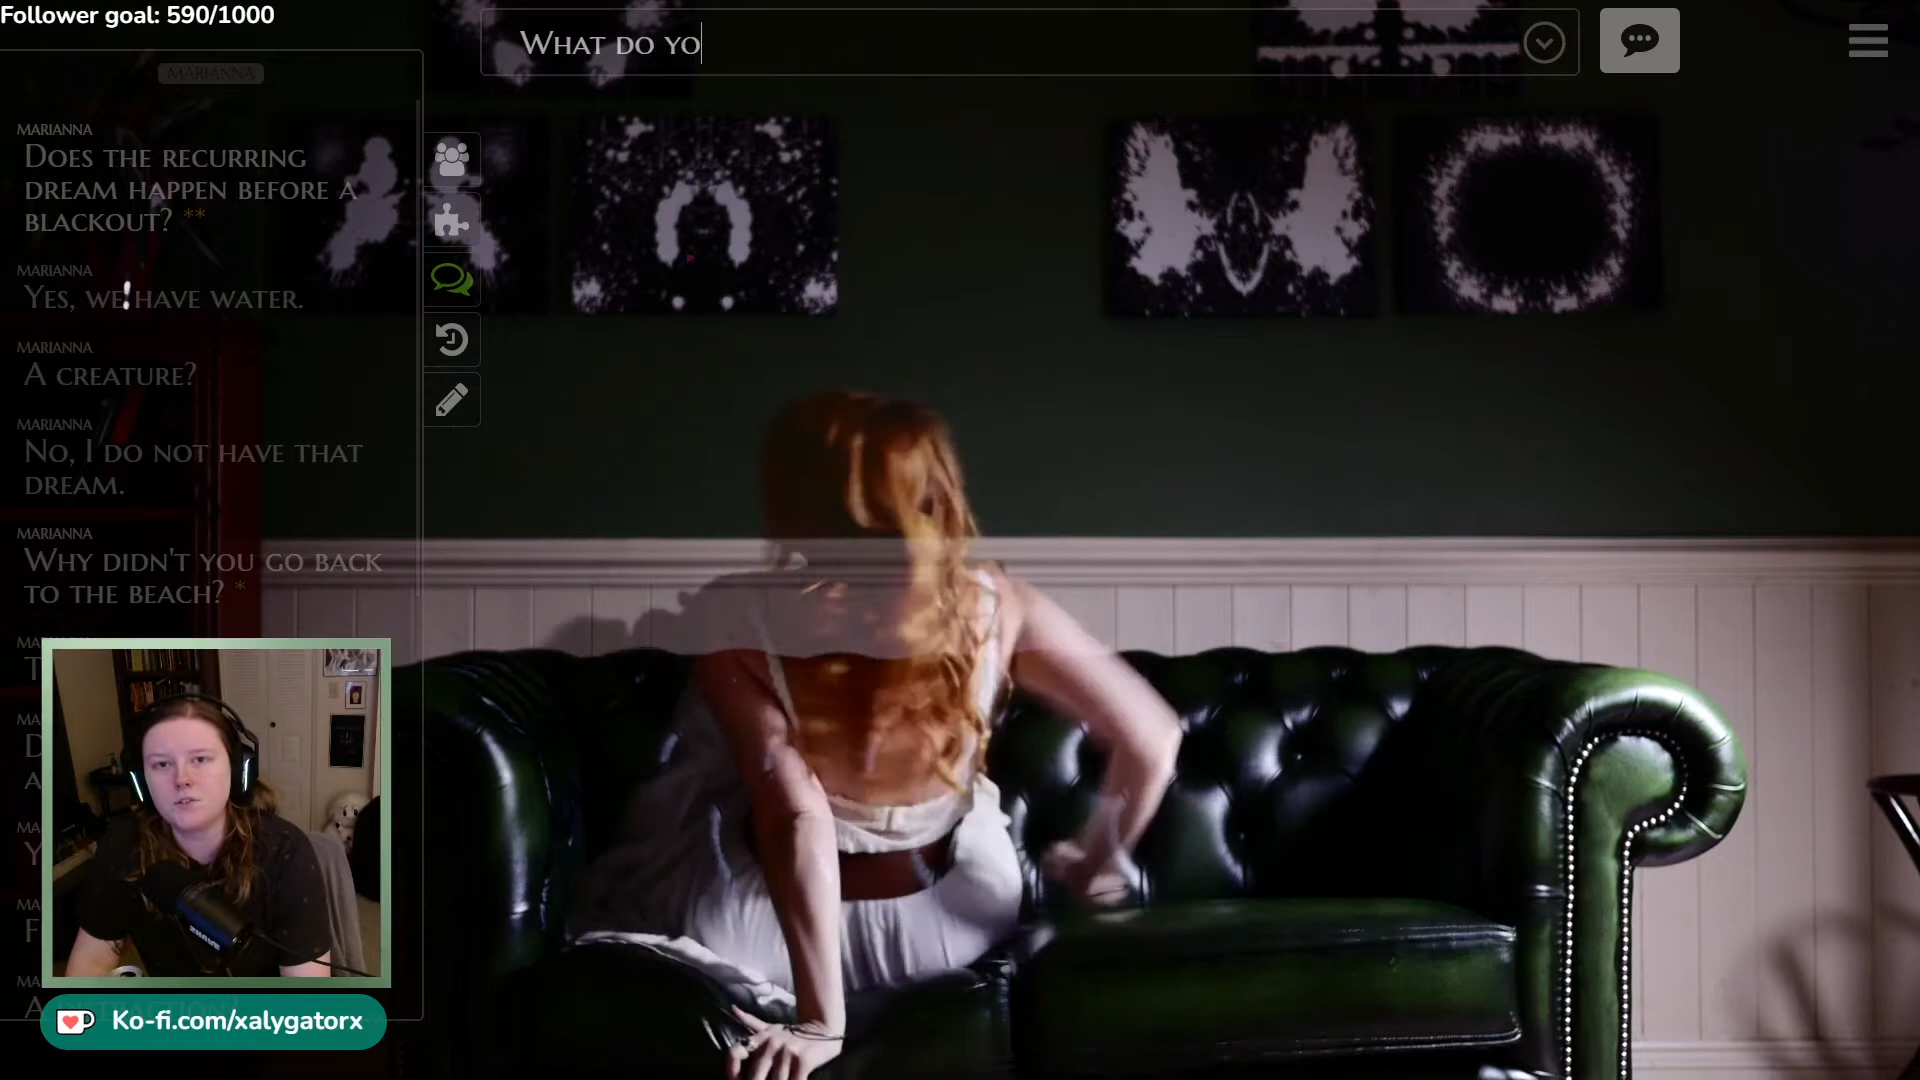 Follower goal: 590/1000
What do yo
MARIANNA
MARIANNA
Does the recurring
dream happen before a
blackout? **
MARIANNA
Yes, we have water.
MARIANNA
A creature?
MARIANNA
No, I do not have that
dream.
MARIANNA
Why didn't you go back
to the beach? *
A distraction?
Ko-fi.com/xalygatorx